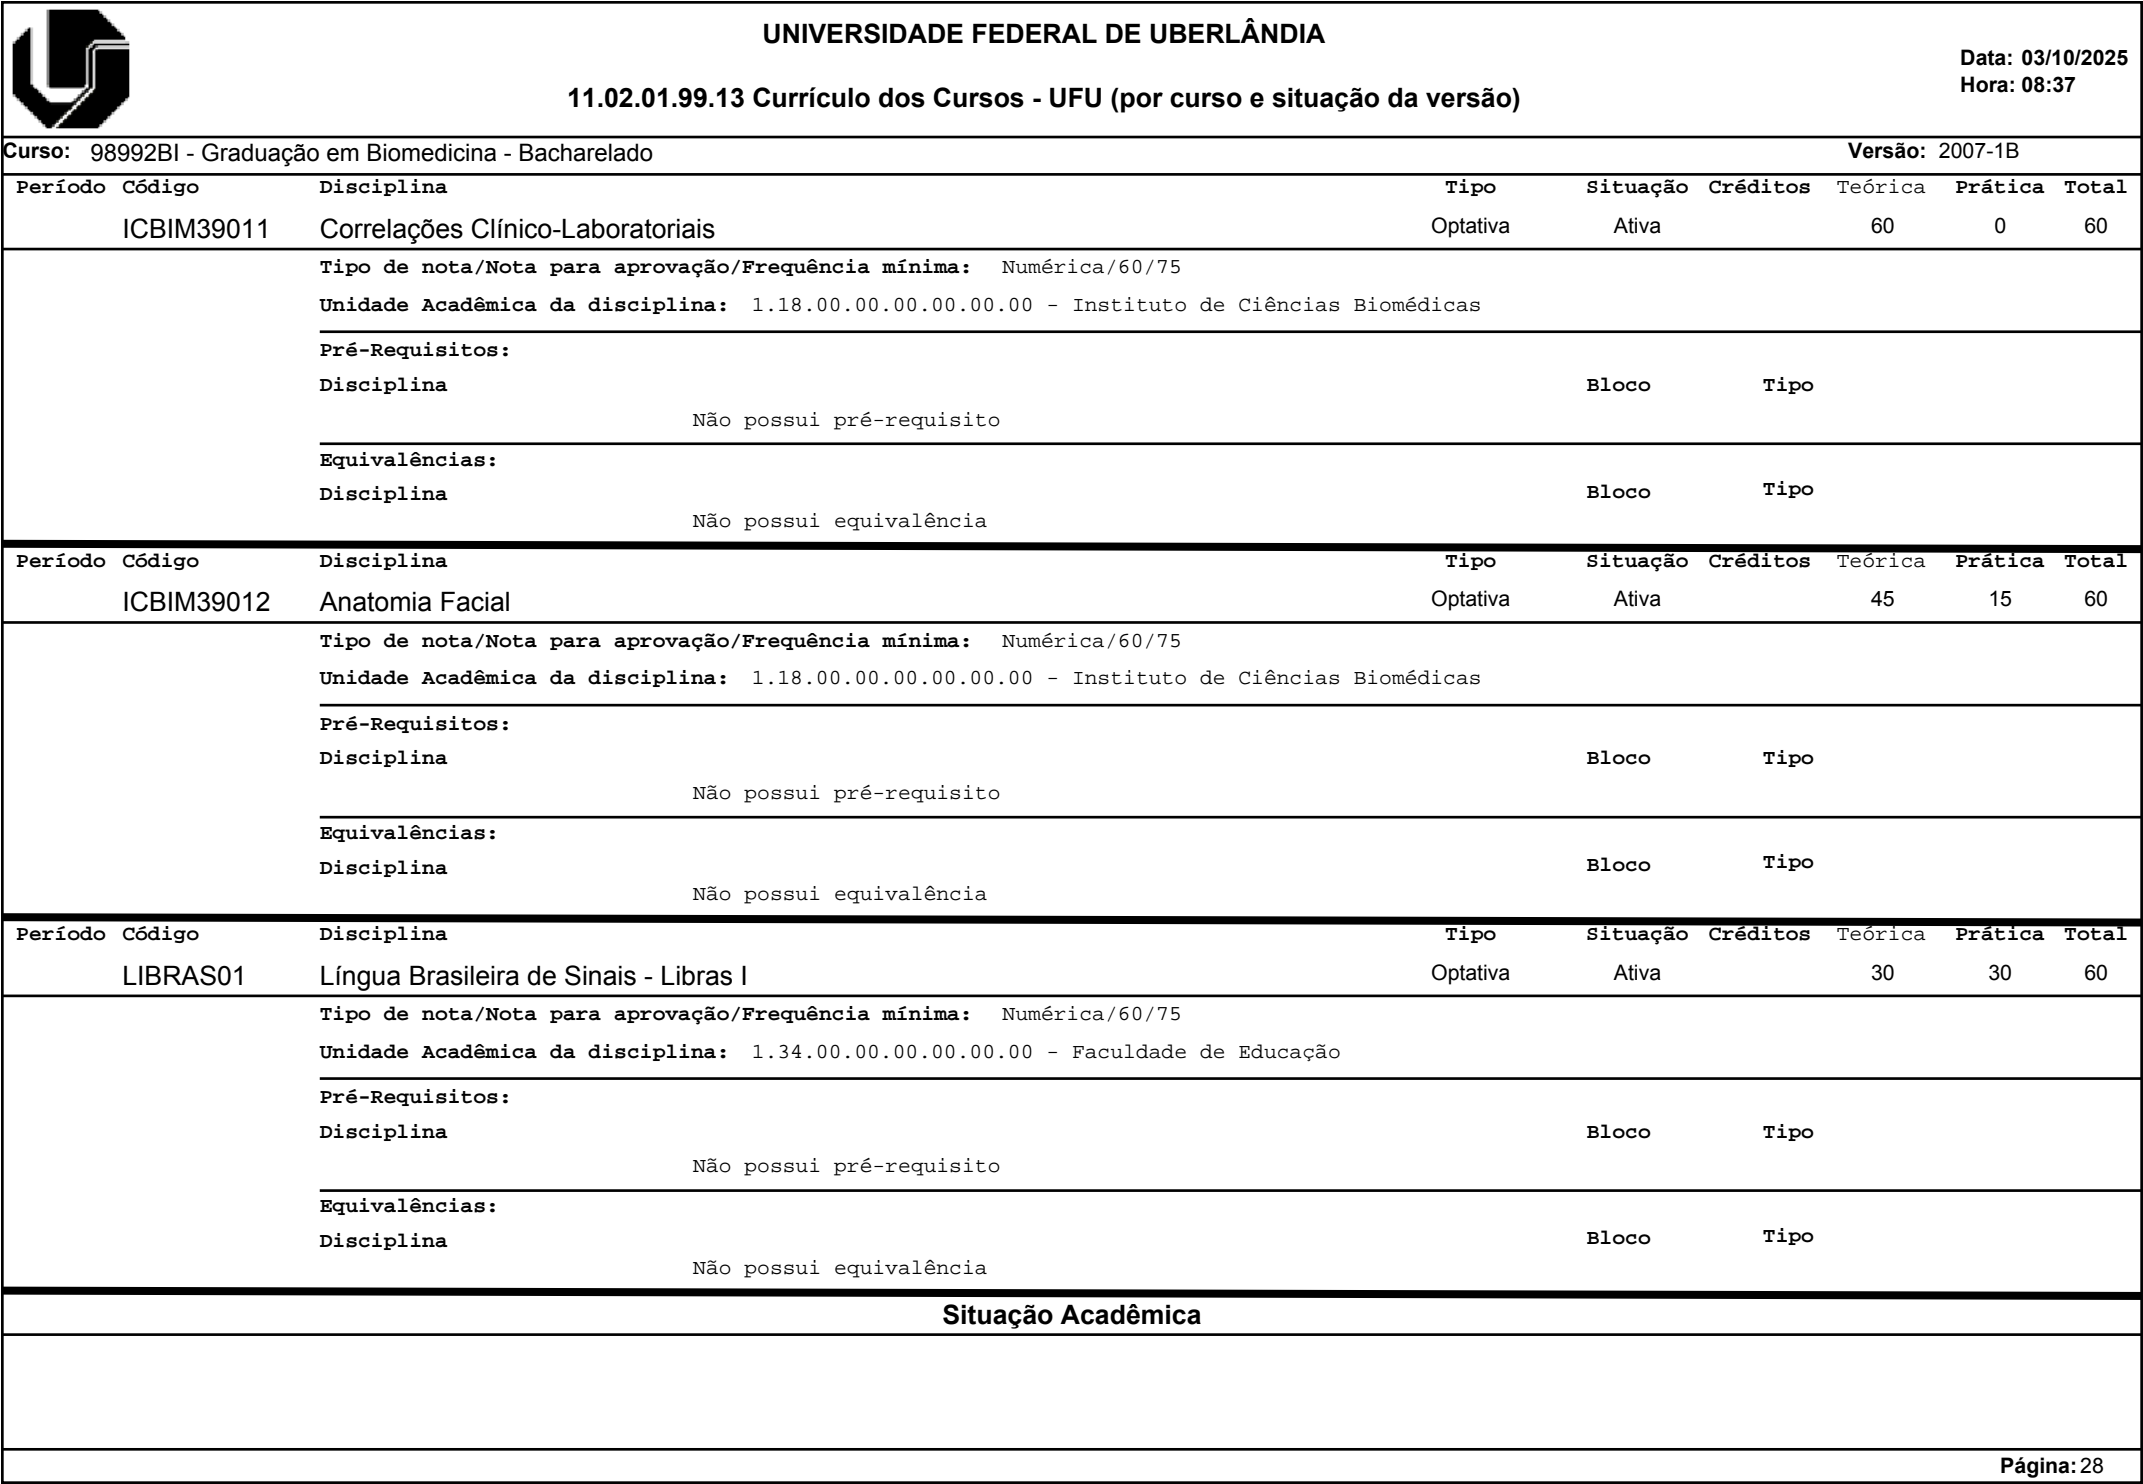 UNIVERSIDADE FEDERAL DE UBERLÂNDIA
Data: 03/10/2025
Hora: 08:37
11.02.01.99.13 Currículo dos Cursos - UFU (por curso e situação da versão)
Curso: 98992BI - Graduação em Biomedicina - Bacharelado Versão: 2007-1B
Período Código Disciplina Tipo Situação Créditos Teórica Prática Total
ICBIM39011 Correlações Clínico-Laboratoriais Optativa Ativa 60 0 60
Tipo de nota/Nota para aprovação/Frequência mínima: Numérica/60/75
Unidade Acadêmica da disciplina: 1.18.00.00.00.00.00.00 - Instituto de Ciências Biomédicas
Pré-Requisitos:
Disciplina Bloco Tipo
Não possui pré-requisito
Equivalências:
Disciplina Bloco Tipo
Não possui equivalência
Período Código Disciplina Tipo Situação Créditos Teórica Prática Total
ICBIM39012 Anatomia Facial Optativa Ativa 45 15 60
Tipo de nota/Nota para aprovação/Frequência mínima: Numérica/60/75
Unidade Acadêmica da disciplina: 1.18.00.00.00.00.00.00 - Instituto de Ciências Biomédicas
Pré-Requisitos:
Disciplina Bloco Tipo
Não possui pré-requisito
Equivalências:
Disciplina Bloco Tipo
Não possui equivalência
Período Código Disciplina Tipo Situação Créditos Teórica Prática Total
LIBRAS01 Língua Brasileira de Sinais - Libras I Optativa Ativa 30 30 60
Tipo de nota/Nota para aprovação/Frequência mínima: Numérica/60/75
Unidade Acadêmica da disciplina: 1.34.00.00.00.00.00.00 - Faculdade de Educação
Pré-Requisitos:
Disciplina Bloco Tipo
Não possui pré-requisito
Equivalências:
Disciplina Bloco Tipo
Não possui equivalência
Situação Acadêmica
Página: 28